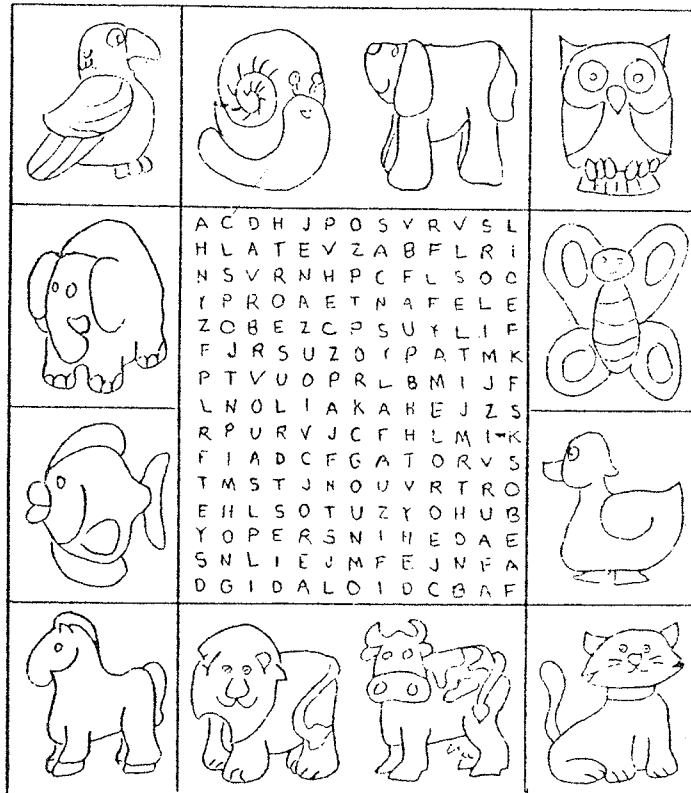 A C D H J P O S V R V S L
H L A T E V Z A B F L R I
N S V R N H P C F L S O C
Y P R O A E T N A F E L E
Z O B E Z C P S U Y L I F
F J R S U Z O Y P A T M K
P T V U O P R L B M I J F
L N O L I A K A H E J Z S
R P U R V J C F H L M I K
F I A D C F G A T O R V S
T M S T J N O U V R T R O
E H L S O T U Z Y O H U B
Y O P E R S N I H E D A E
S N L I E J M F E J N F A
D G I D A L O I D C B A F